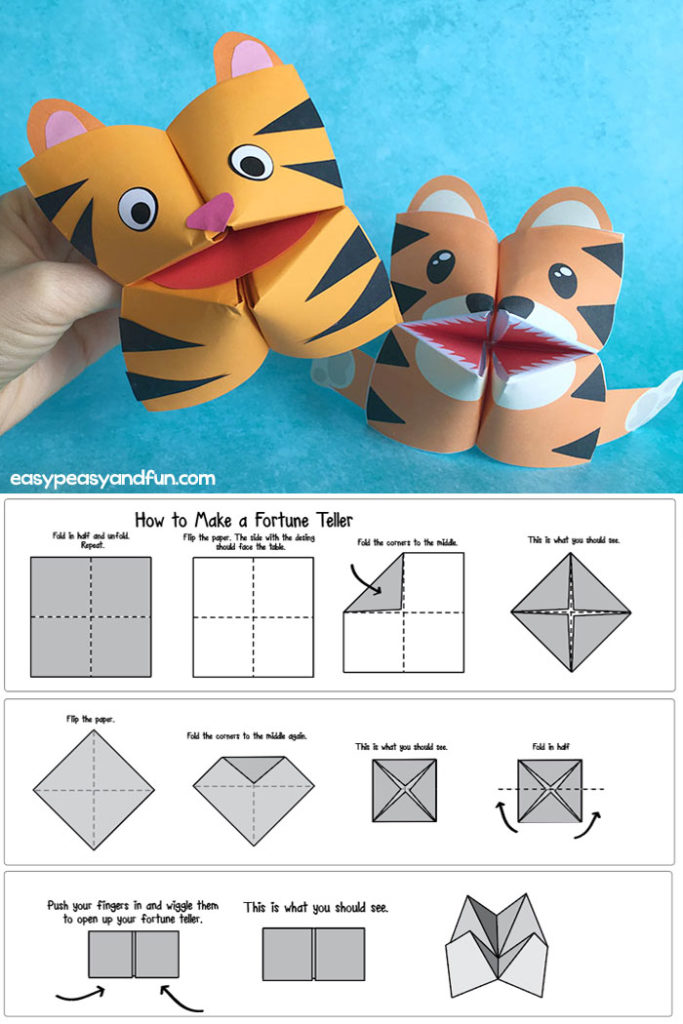 easypeasyandfun.com
How to Make a Fortune Teller
Fold in half and unfold.
Repeat.
Flip the paper. The side with the desing
should face the table.
Fold the corners to the middle.
This is what you should see.
Flip the paper.
Fold the corners to the middle again.
This is what you should see.
Fold in half
Push your fingers in and wiggle them
to open up your fortune teller.
This is what you should see.